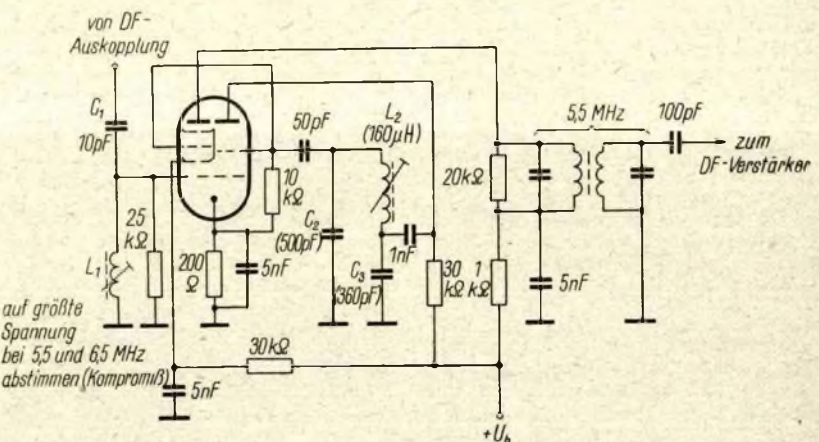 von DF-
Auskopplung
C₁
10pF
25
kΩ
L₁
auf größte
Spannung
bei 5,5 und 6,5 MHz
abstimmen (Kompromiß)
200
Ω
5nF
5nF
10
kΩ
50pF
C₂
(500pF)
L₂
(160μH)
1nF
C₃
(360pF)
30kΩ
30
kΩ
1
kΩ
20kΩ
5nF
5,5 MHz
100pF
zum
DF-Verstärker
+U_b